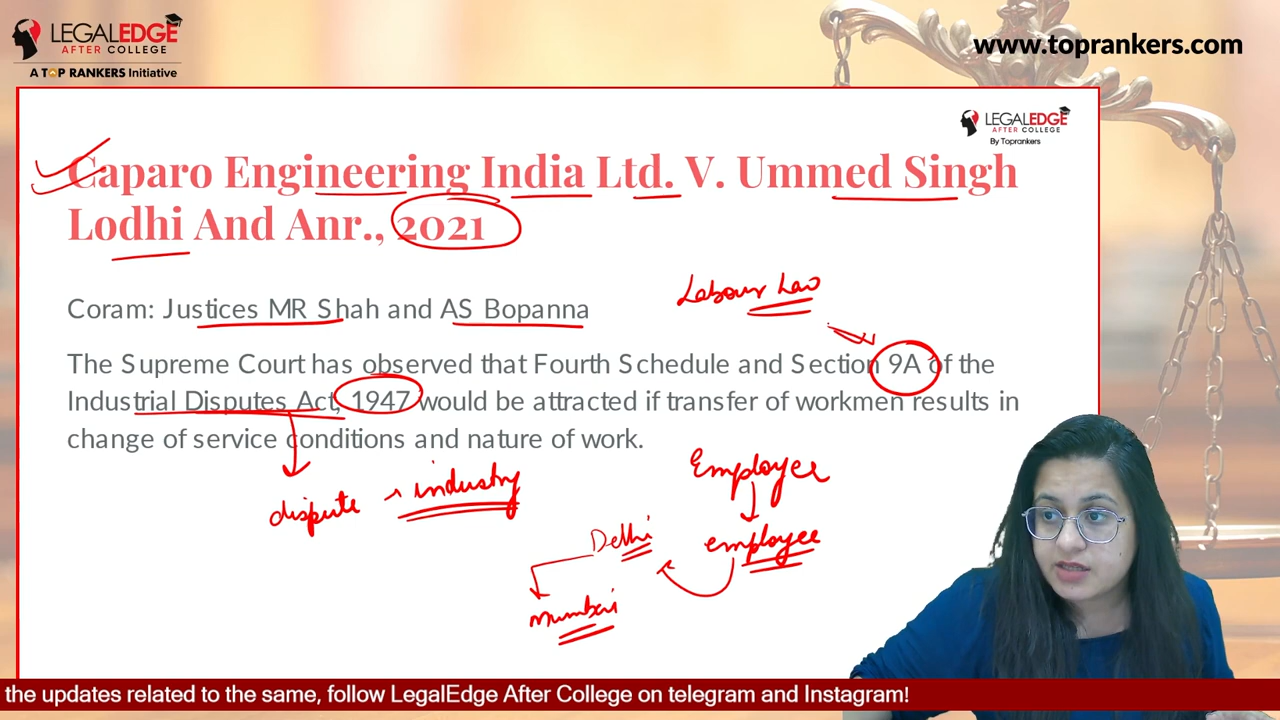 LEGALEDGE
AFTER COLLEGE
A TOP RANKERS Initiative
www.toprankers.com
LEGALEDGE
AFTER COLLEGE
By Toprankers
Caparo Engineering India Ltd. V. Ummed Singh
Lodhi And Anr., 2021
Labour Law
Coram: Justices MR Shah and AS Bopanna
The Supreme Court has observed that Fourth Schedule and Section 9A of the
Industrial Disputes Act, 1947 would be attracted if transfer of workmen results in
change of service conditions and nature of work.
dispute industry
Employee
employee
Delhi
Mumbai
the updates related to the same, follow LegalEdge After College on telegram and Instagram!